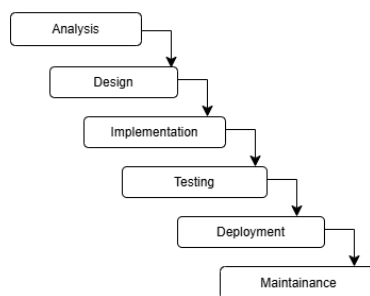 Analysis
Design
Implementation
Testing
Deployment
Maintainance